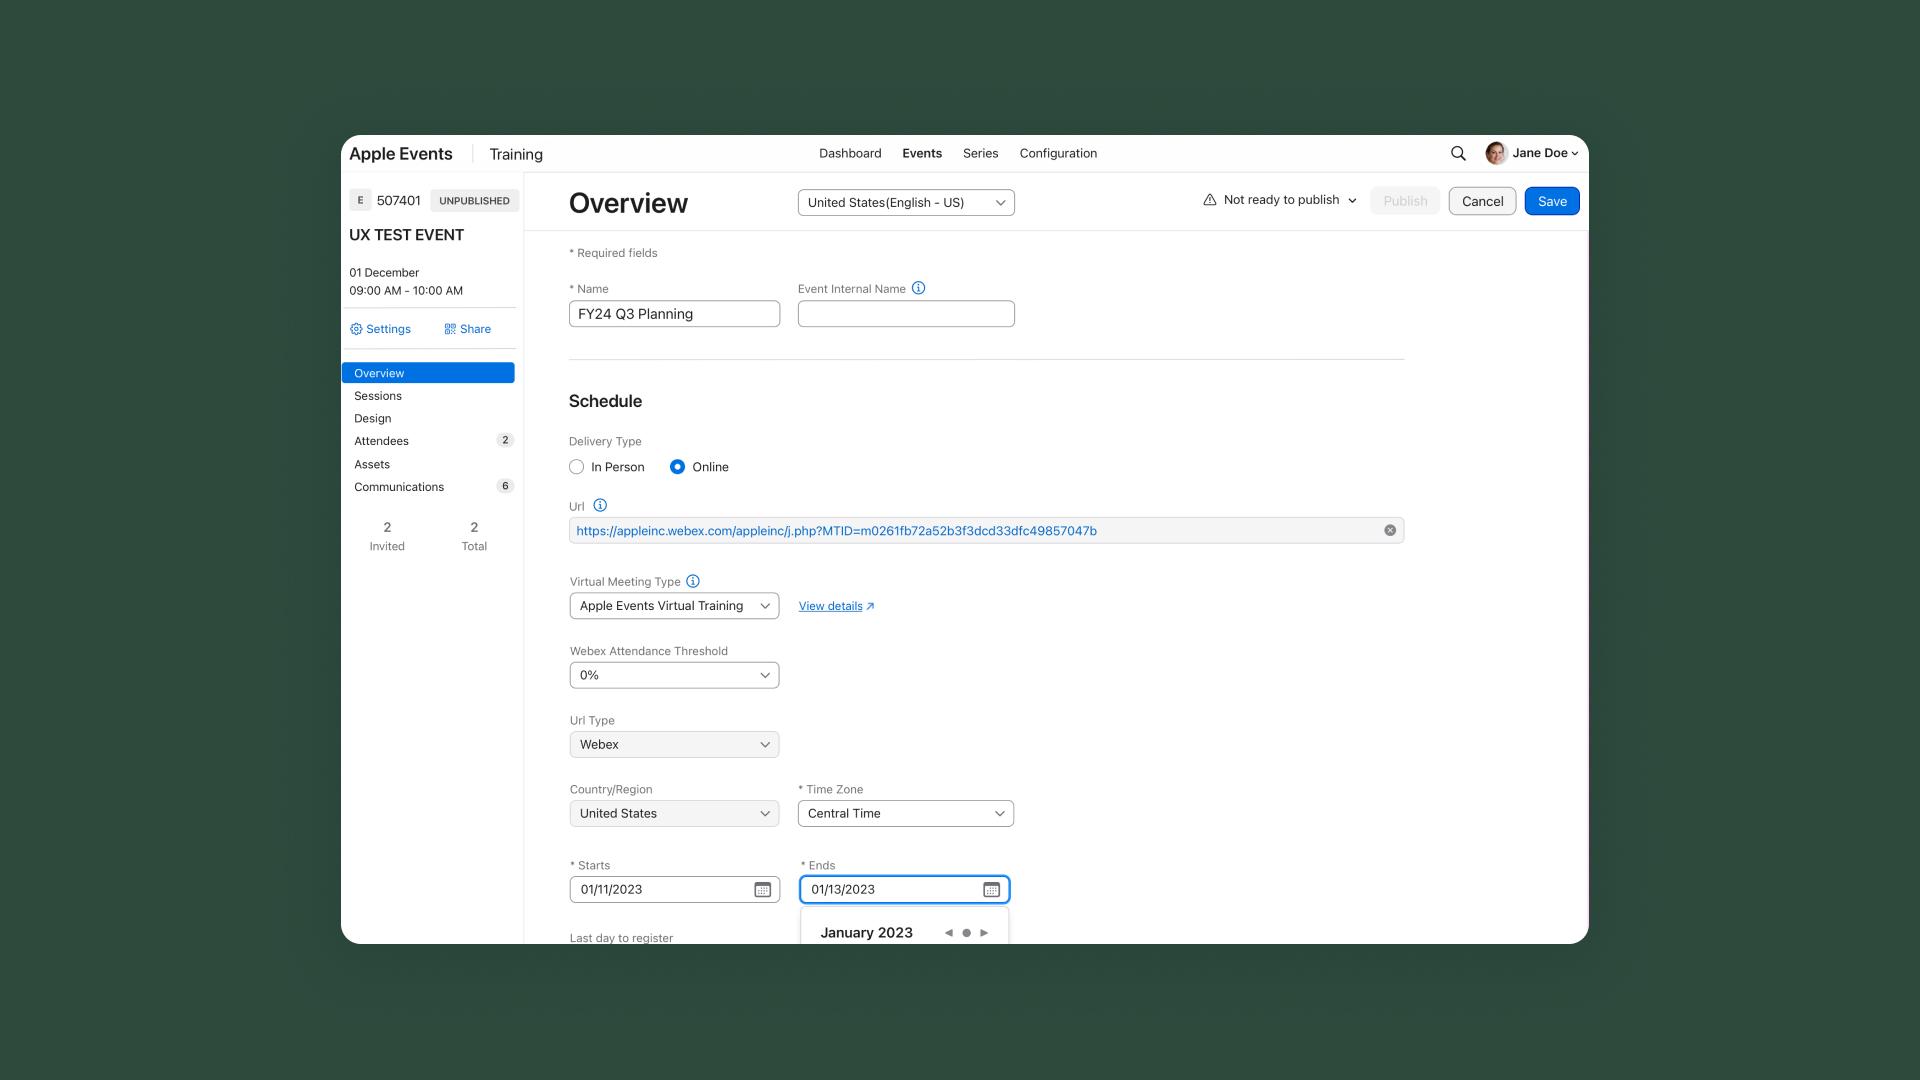 Apple Events
Training
Dashboard
Events
Series
Configuration
Jane Doe
E
507401
UNPUBLISHED
UX TEST EVENT
01 December
09:00 AM - 10:00 AM
Settings
Share
Overview
Sessions
Design
Attendees
2
Assets
Communications
6
2
Invited
2
Total
Overview
United States(English - US)
Not ready to publish
Publish
Cancel
Save
* Required fields
* Name
Event Internal Name
FY24 Q3 Planning
Schedule
Delivery Type
In Person
Online
Url
https://appleinc.webex.com/appleinc/j.php?MTID=m0261fb72a52b3f3dcd33dfc49857047b
Virtual Meeting Type
Apple Events Virtual Training
View details
Webex Attendance Threshold
0%
Url Type
Webex
Country/Region
* Time Zone
United States
Central Time
* Starts
* Ends
01/11/2023
01/13/2023
January 2023
Last day to register